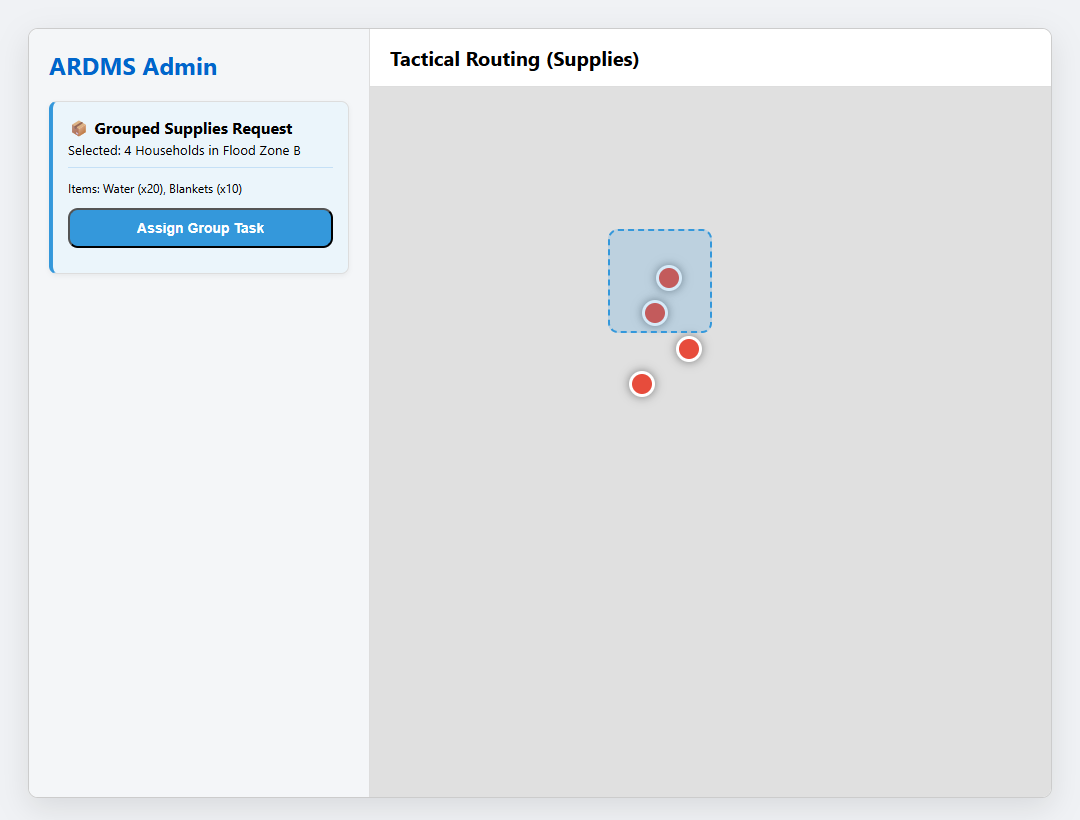 ARDMS Admin
📦 Grouped Supplies Request
Selected: 4 Households in Flood Zone B
Items: Water (x20), Blankets (x10)
Assign Group Task
Tactical Routing (Supplies)